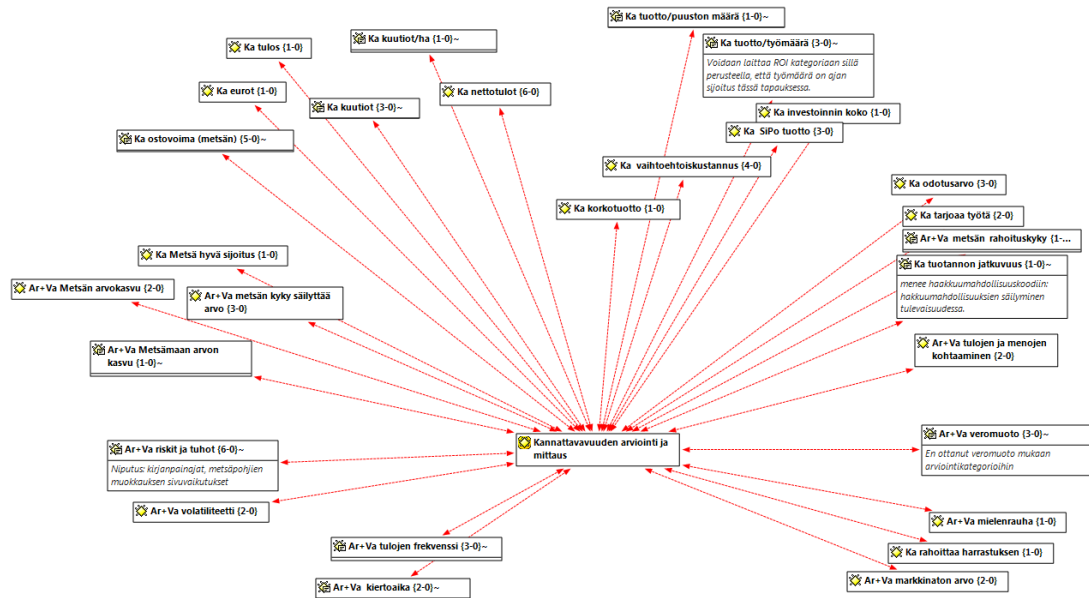 Ka tuotto/puuston määrä {1-0}~
Ka kuutiot/ha {1-0}~
Ka tuotto/työmäärä {3-0}~
Ka tulos {1-0}
Voidaan laittaa ROI kategoriaan sillä
perusteella, että työmäärä on ajan
sijoitus tässä tapauksessa.
Ka eurot {1-0}
Ka nettotulot {6-0}
Ka kuutiot {3-0}~
Ka investoinnin koko {1-0}
Ka SiPo tuotto {3-0}
Ka ostovoima (metsän) {5-0}~
Ka vaihtoehtoiskustannus {4-0}
Ka odotusarvo {3-0}
Ka korkotuotto {1-0}
Ka tarjoaa työtä {2-0}
Ar+Va metsän rahoituskyky {1-...
Ka Metsä hyvä sijoitus {1-0}
Ka tuotannon jatkuvuus {1-0}~
menee haakkuumahdollisuuskoodiin:
hakkuumahdollisuuksien säilyminen
tulevaisuudessa.
Ar+Va Metsän arvokasvu {2-0}
Ar+Va metsän kyky säilyttää
arvo {3-0}
Ar+Va tulojen ja menojen
kohtaaminen {2-0}
Ar+Va Metsämaan arvon
kasvu {1-0}~
Kannattavavuuden arviointi ja
mittaus
Ar+Va veromuoto {3-0}~
En ottanut veromuoto mukaan
arviointikategorioihin
Ar+Va riskit ja tuhot {6-0}~
Niputus: kirjanpainajat, metsäpohjien
muokkauksen sivuvaikutukset
Ar+Va volatiliteetti {2-0}
Ar+Va mielenrauha {1-0}
Ar+Va tulojen frekvenssi {3-0}~
Ka rahoittaa harrastuksen {1-0}
Ar+Va kiertoaika {2-0}~
Ar+Va markkinaton arvo {2-0}